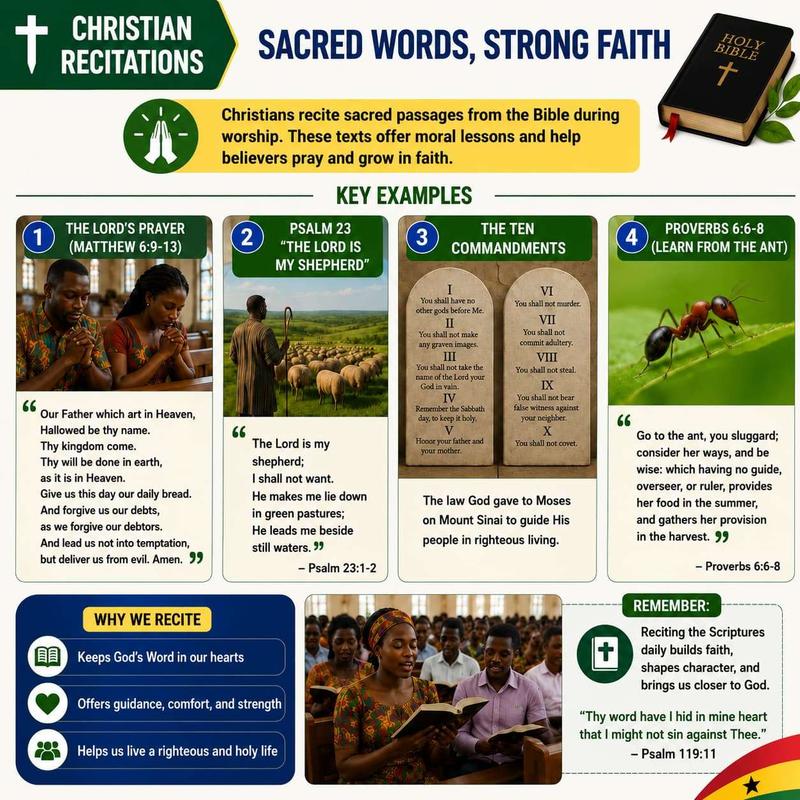 CHRISTIAN
RECITATIONS
SACRED WORDS, STRONG FAITH
HOLY
BIBLE
Christians recite sacred passages from the Bible during
worship. These texts offer moral lessons and help
believers pray and grow in faith.
KEY EXAMPLES
1
THE LORD'S PRAYER
(MATTHEW 6:9-13)
“ Our Father which art in Heaven,
Hallowed be thy name.
Thy kingdom come.
Thy will be done in earth,
as it is in Heaven.
Give us this day our daily bread.
And forgive us our debts,
as we forgive our debtors.
And lead us not into temptation,
but deliver us from evil. Amen. ”
2
PSALM 23
“THE LORD IS
MY SHEPHERD”
“ The Lord is my
shepherd;
I shall not want.
He makes me lie down
in green pastures;
He leads me beside
still waters. ”
– Psalm 23:1-2
3
THE TEN
COMMANDMENTS
I
You shall have no
other gods before Me.
II
You shall not make
any graven images.
III
You shall not take the
name of the Lord your
God in vain.
IV
Remember the Sabbath
day, to keep it holy.
V
Honor your father and
your mother.
VI
You shall not murder.
VII
You shall not
commit adultery.
VIII
You shall not steal.
IX
You shall not bear
false witness against
your neighber.
X
You shall not covet.
The law God gave to Moses
on Mount Sinai to guide His
people in righteous living.
4
PROVERBS 6:6-8
(LEARN FROM THE ANT)
“ Go to the ant, you sluggard;
consider her ways, and be
wise: which having no guide,
overseer, or ruler, provides
her food in the summer,
and gathers her provision
in the harvest. ”
– Proverbs 6:6-8
WHY WE RECITE
Keeps God's Word in our hearts
Offers guidance, comfort, and strength
Helps us live a righteous and holy life
REMEMBER:
Reciting the Scriptures
daily builds faith,
shapes character, and
brings us closer to God.
“Thy word have I hid in mine heart
that I might not sin against Thee.”
– Psalm 119:11